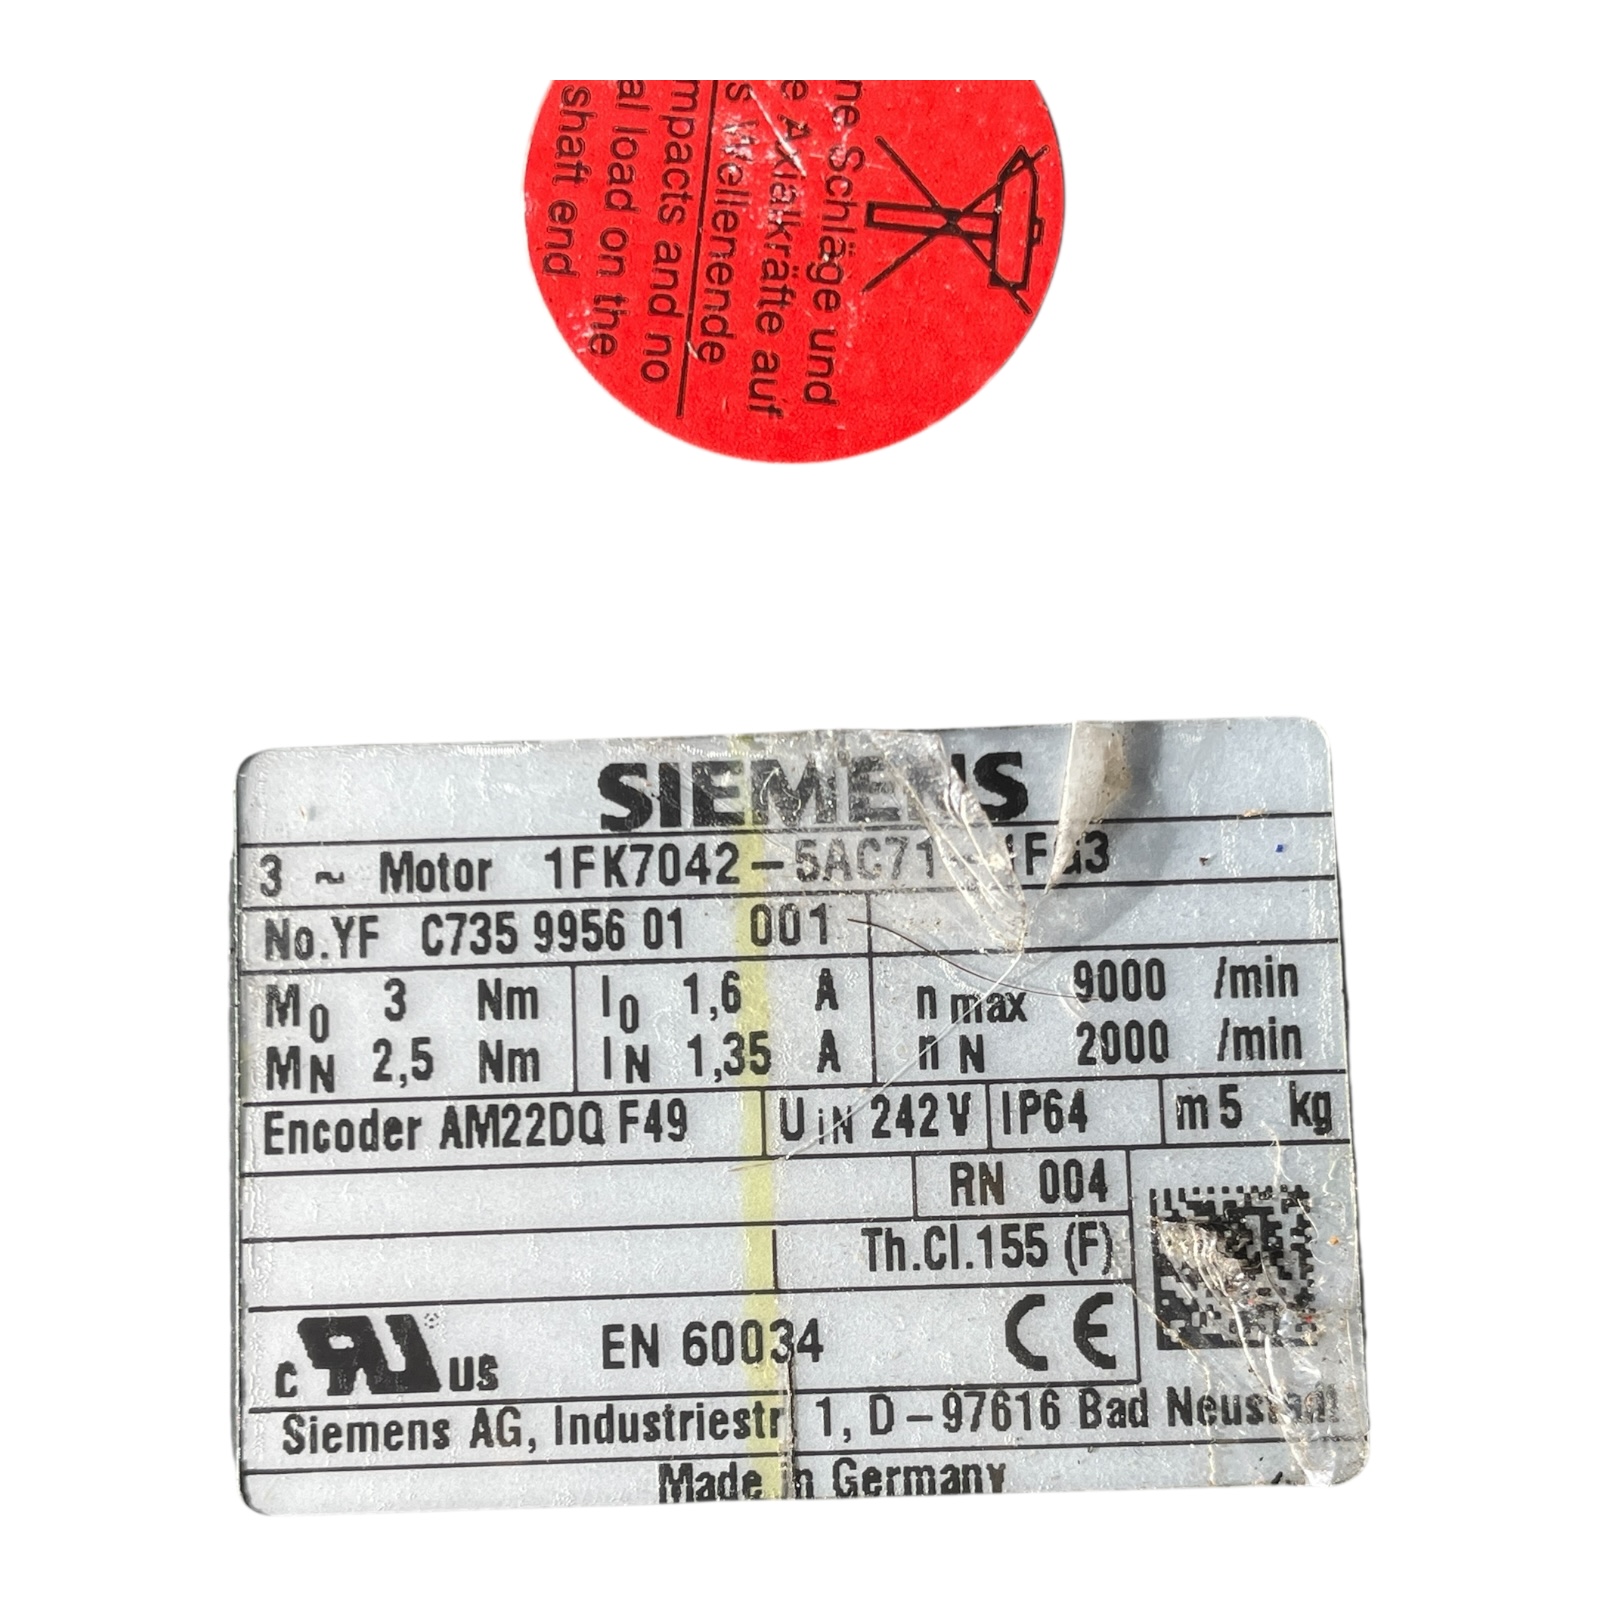 ne Schläge und
e Axialkräfte auf
s Wellenende
mpacts and no
al load on the
shaft end
SIEMENS
3 ~ Motor 1FK7042-5AC71-1FG3
No.YF C735 9956 01 001
M0 3 Nm I0 1,6 A n max 9000 /min
MN 2,5 Nm IN 1,35 A n N 2000 /min
Encoder AM22DQ F49 U iN 242V IP64 m 5 kg
RN 004
Th.Cl.155 (F)
c RU US EN 60034 CE
Siemens AG, Industriestr 1, D-97616 Bad Neustadt
Made in Germany